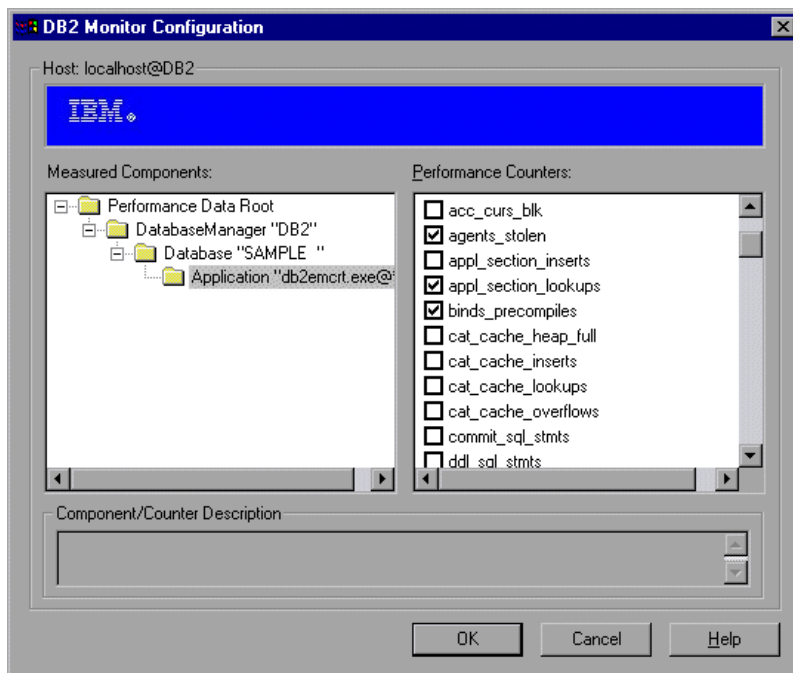 DB2 Monitor Configuration
Host: localhost@DB2
IBM®
Measured Components:
Performance Data Root
DatabaseManager "DB2"
Database "SAMPLE "
Application "db2emcrt.exe@*
Performance Counters:
acc_curs_blk
agents_stolen
appl_section_inserts
appl_section_lookups
binds_precompiles
cat_cache_heap_full
cat_cache_inserts
cat_cache_lookups
cat_cache_overflows
commit_sql_stmts
ddl_sql_stmts
Component/Counter Description
OK Cancel Help